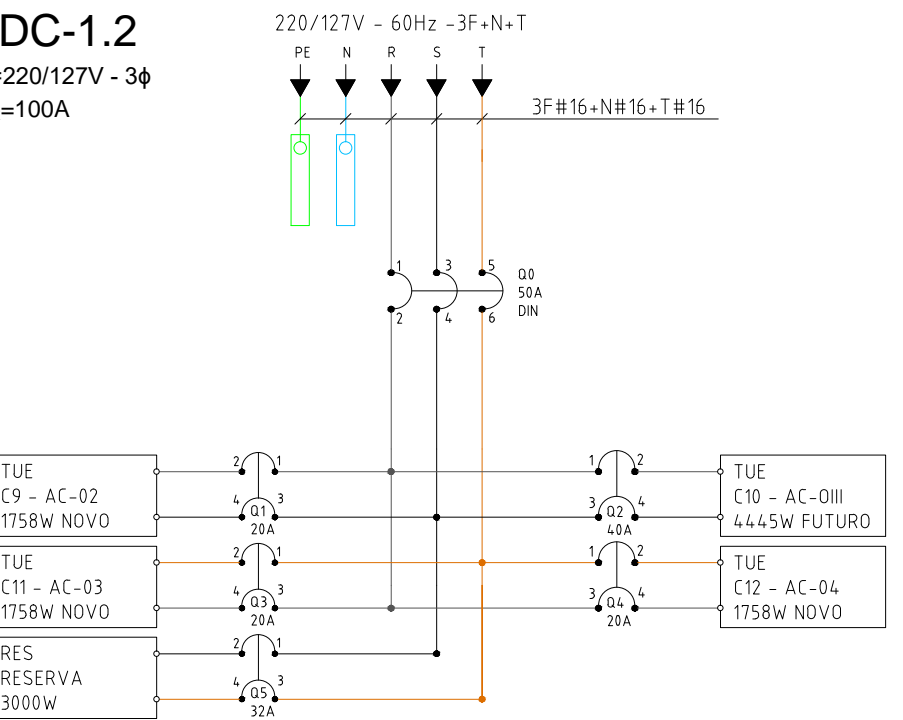 DC-1.2
=220/127V - 3ϕ
=100A
220/127V - 60Hz -3F+N+T
PE N R S T
3F#16+N#16+T#16
1 3 5
Q0
50A
DIN
2 4 6
TUE
C9 - AC-02
1758W NOVO
2 1
4 3
Q1
20A
1 2
3 4
Q2
40A
TUE
C10 - AC-OIII
4445W FUTURO
TUE
C11 - AC-03
1758W NOVO
2 1
4 3
Q3
20A
1 2
3 4
Q4
20A
TUE
C12 - AC-04
1758W NOVO
RES
RESERVA
3000W
2 1
4 3
Q5
32A